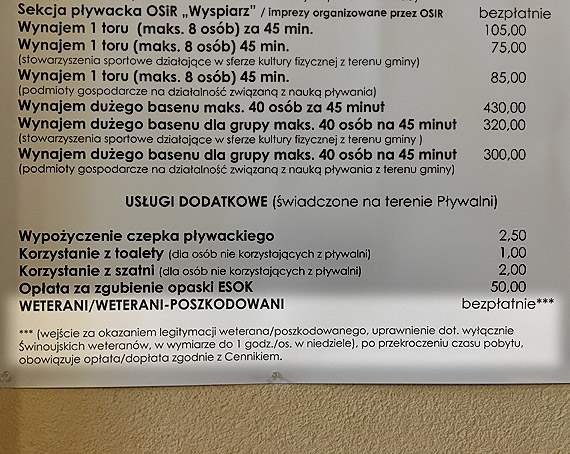 Sekcja pływacka OSiR „Wyspiarz” / imprezy organizowane przez OSIR bezpłatnie
Wynajem 1 toru (maks. 8 osób) za 45 min. 105,00
Wynajem 1 toru (maks. 8 osób) 45 min. 75,00
(stowarzyszenia sportowe działające w sferze kultury fizycznej z terenu gminy)
Wynajem 1 toru (maks. 8 osób) 45 min. 85,00
(podmioty gospodarcze na działalność związaną z nauką pływania)
Wynajem dużego basenu maks. 40 osób za 45 minut 430,00
Wynajem dużego basenu dla grupy maks. 40 osób na 45 minut 320,00
(stowarzyszenia sportowe działające w sferze kultury fizycznej z terenu gminy )
Wynajem dużego basenu dla grupy maks. 40 osób na 45 minut 300,00
(podmioty gospodarcze na działalność związaną z nauką pływania z terenu gminy)
USŁUGI DODATKOWE (świadczone na terenie Pływalni)
Wypożyczenie czepka pływackiego 2,50
Korzystanie z toalety (dla osób nie korzystających z pływalni) 1,00
Korzystanie z szatni (dla osób nie korzystających z pływalni) 2,00
Opłata za zgubienie opaski ESOK 50,00
WETERANI/WETERANI-POSZKODOWANI bezpłatnie***
*** (wejście za okazaniem legitymacji weterana/poszkodowanego, uprawnienie dot. wyłącznie
Świnoujskich weteranów, w wymiarze do 1 godz./os. w niedziele), po przekroczeniu czasu pobytu,
obowiązuje opłata/dopłata zgodnie z Cennikiem.